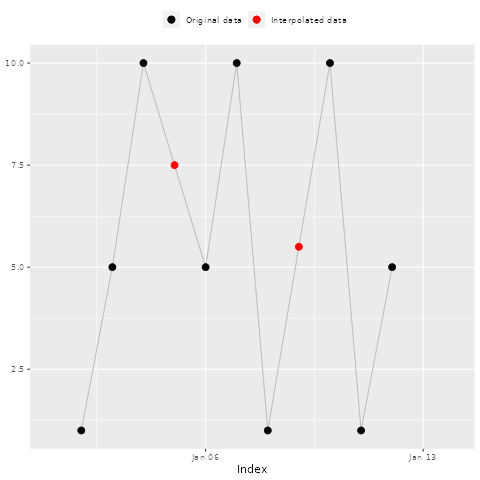 Original data Interpolated data
10.0
7.5
5.0
2.5
Jan 06 Jan 13
Index